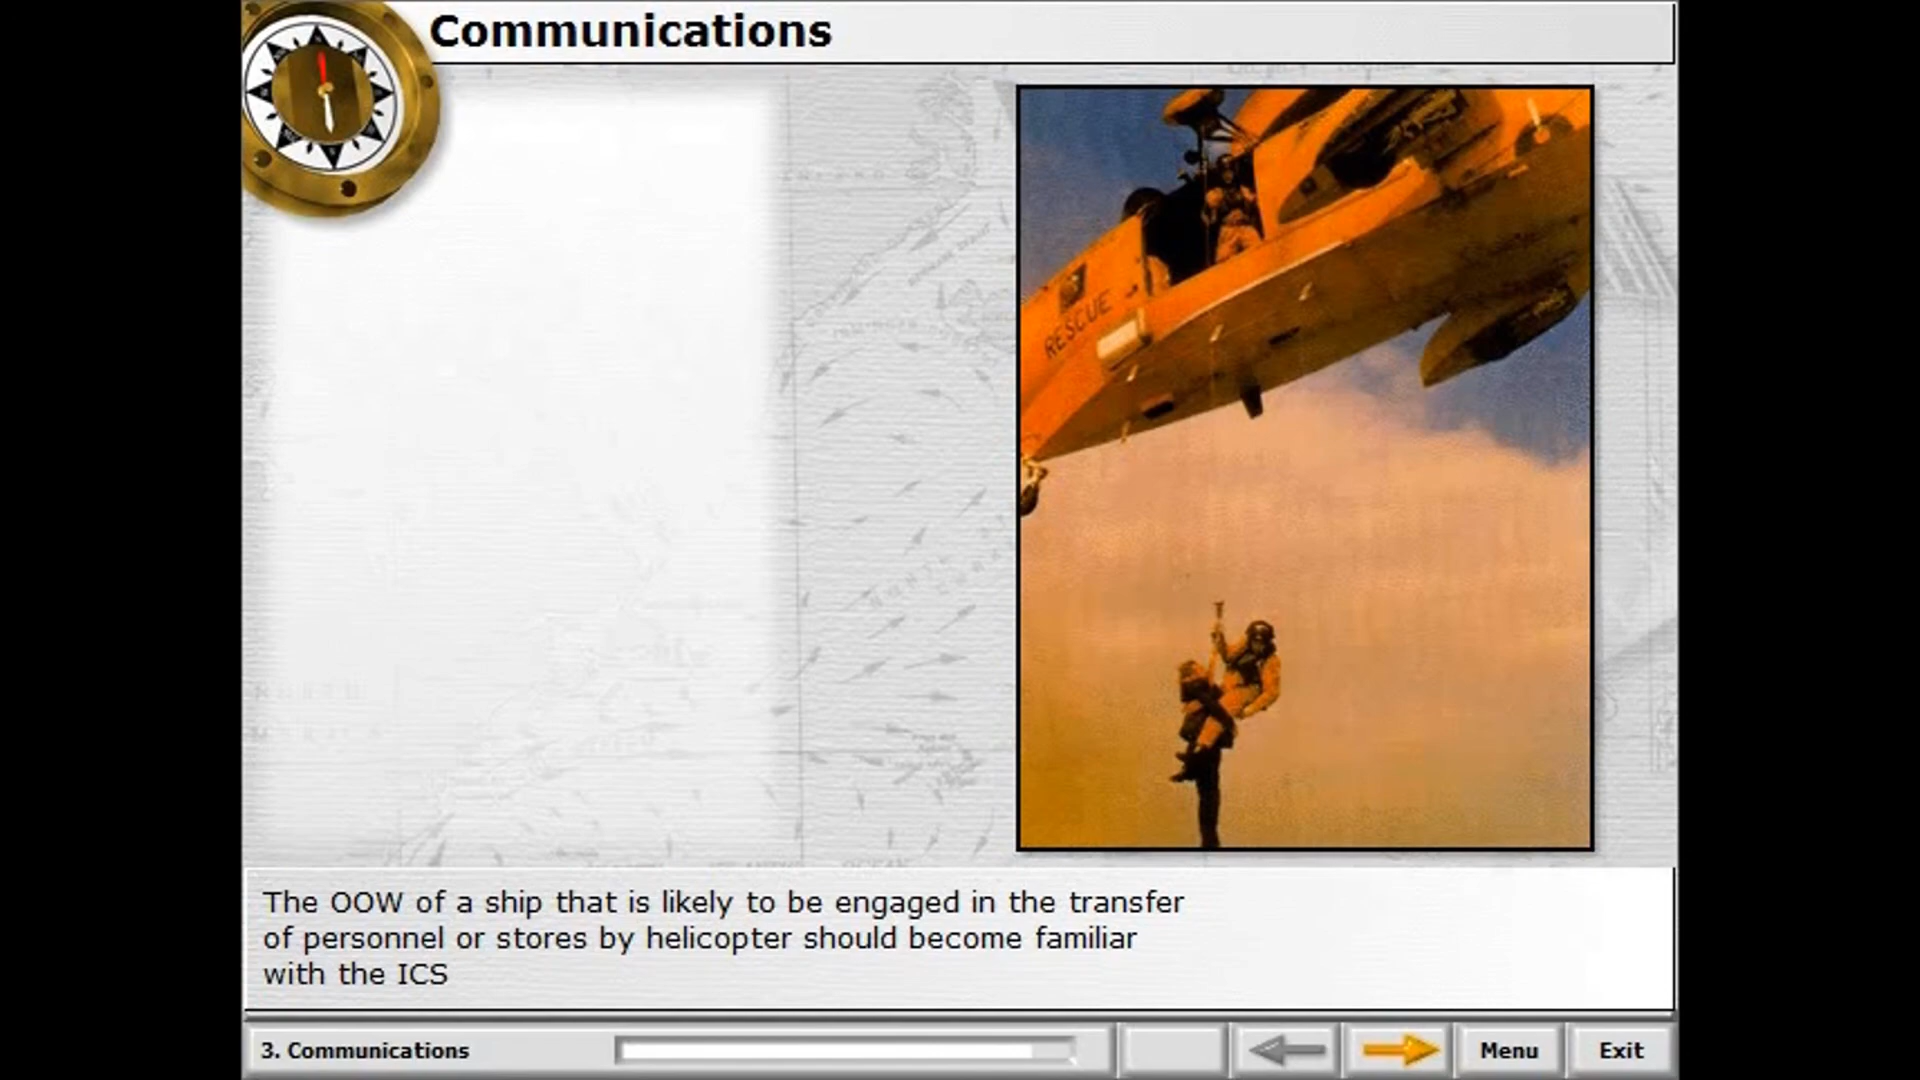 Communications
RESCUE
The OOW of a ship that is likely to be engaged in the transfer
of personnel or stores by helicopter should become familiar
with the ICS
3. Communications
Menu
Exit